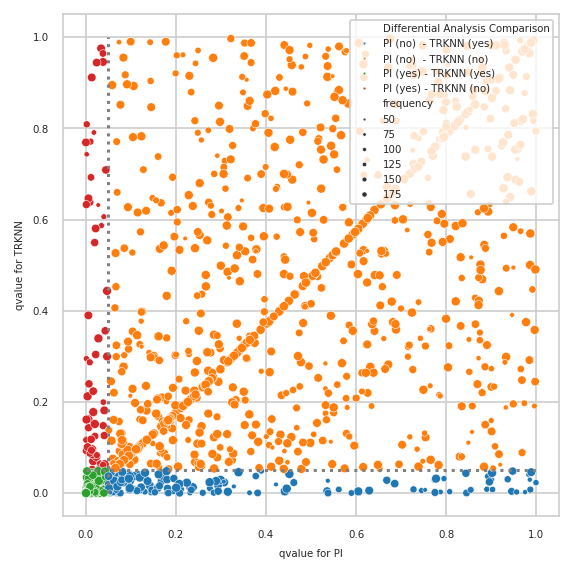 Differential Analysis Comparison
PI (no)  - TRKNN (yes)
PI (no)  - TRKNN (no)
PI (yes) - TRKNN (yes)
PI (yes) - TRKNN (no)
frequency
50
75
100
125
150
175
qvalue for TRKNN
1.0
0.8
0.6
0.4
0.2
0.0
0.0 0.2 0.4 0.6 0.8 1.0
qvalue for PI